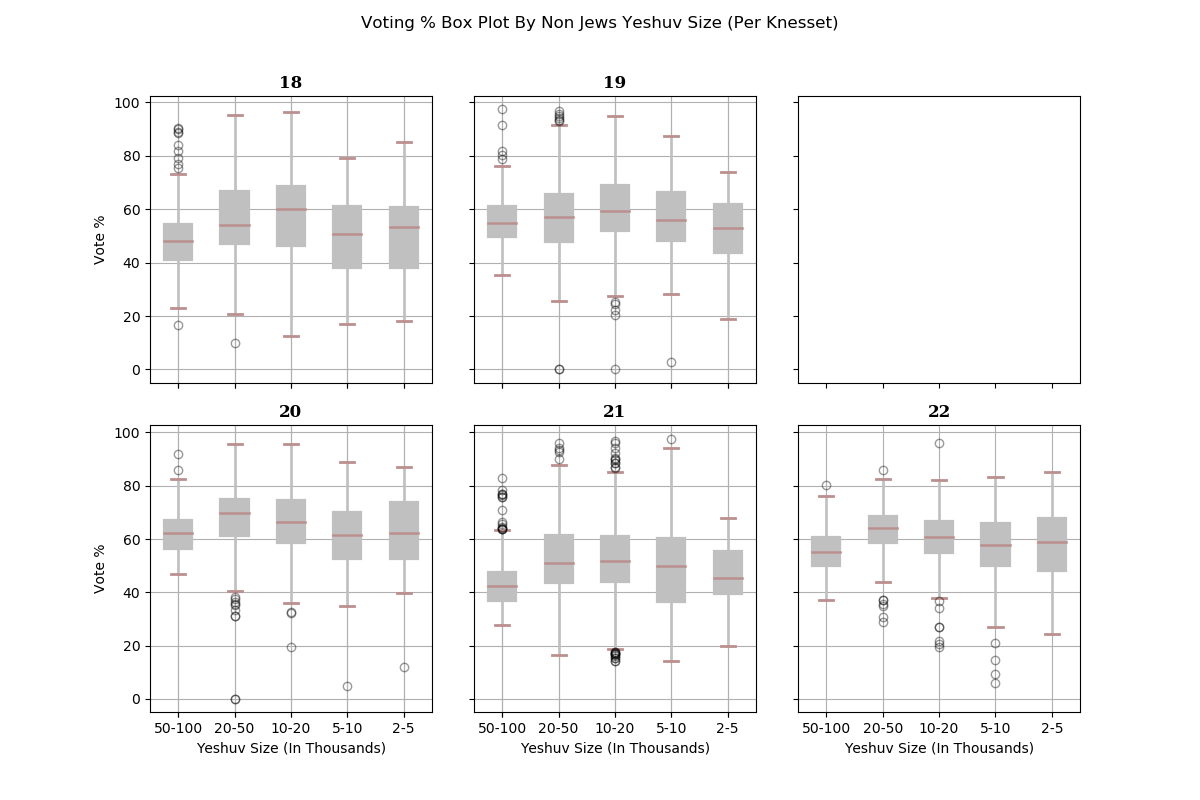 Voting % Box Plot By Non Jews Yeshuv Size (Per Knesset)
18
19
100
80
60
40
20
0
Vote %
20
21
22
100
80
60
40
20
0
Vote %
50-100 20-50 10-20 5-10 2-5
50-100 20-50 10-20 5-10 2-5
50-100 20-50 10-20 5-10 2-5
Yeshuv Size (In Thousands)
Yeshuv Size (In Thousands)
Yeshuv Size (In Thousands)